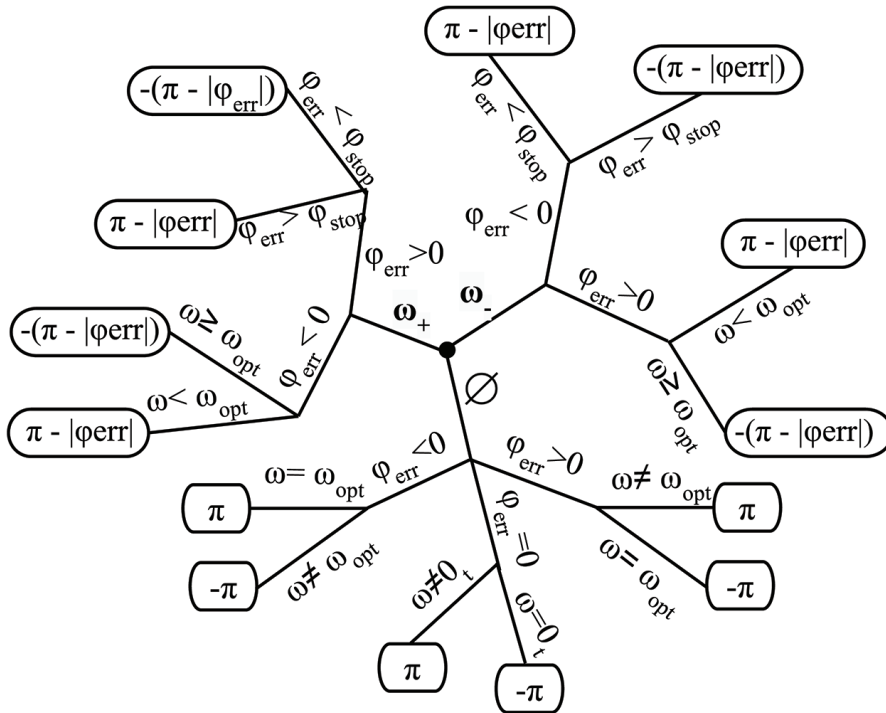 π - |φerr|
-(π - |φerr|)
φerr < φstop
φerr > φstop
φerr < 0
-(π - |φerr|)
φerr < φstop
π - |φerr|
φerr > φstop
φerr >0
ω+
ω-
φerr >0
π - |φerr|
ω< ωopt
ω≥ ωopt
-(π - |φerr|)
-(π - |φerr|)
ω≥ ωopt
φerr < 0
ω< ωopt
π - |φerr|
∅
φerr <0
φerr >0
φerr =0
ω= ωopt
π
ω≠ ωopt
-π
ω≠ ωopt
π
ω= ωopt
-π
ω≠0t
π
ω=0t
-π